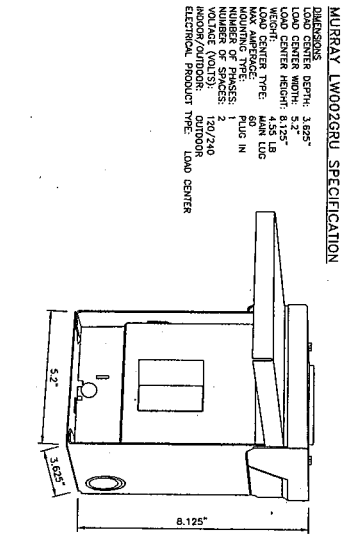 MURRAY LW002GRU SPECIFICATION
DIMENSIONS
LOAD CENTER DEPTH: 3.625"
LOAD CENTER WIDTH: 5.2"
LOAD CENTER HEIGHT: 8.125"
WEIGHT: 4.55 LB
LOAD CENTER TYPE: MAIN LUG
MAX AMPERAGE: 60
MOUNTING TYPE: PLUG IN
NUMBER OF PHASES: 1
NUMBER OF SPACES: 2
VOLTAGE (VOLTS): 120/240
INDOOR/OUTDOOR: OUTDOOR
ELECTRICAL PRODUCT TYPE: LOAD CENTER
5.2"
3.625"
8.125"